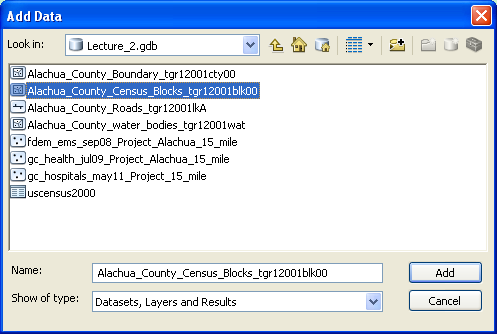 Add Data
Look in: Lecture_2.gdb
Alachua_County_Boundary_tgr12001cty00
Alachua_County_Census_Blocks_tgr12001blk00
Alachua_County_Roads_tgr12001lkA
Alachua_County_water_bodies_tgr12001wat
fdem_ems_sep08_Project_Alachua_15_mile
gc_health_jul09_Project_Alachua_15_mile
gc_hospitals_may11_Project_15_mile
uscensus2000
Name: Alachua_County_Census_Blocks_tgr12001blk00 Add
Show of type: Datasets, Layers and Results Cancel